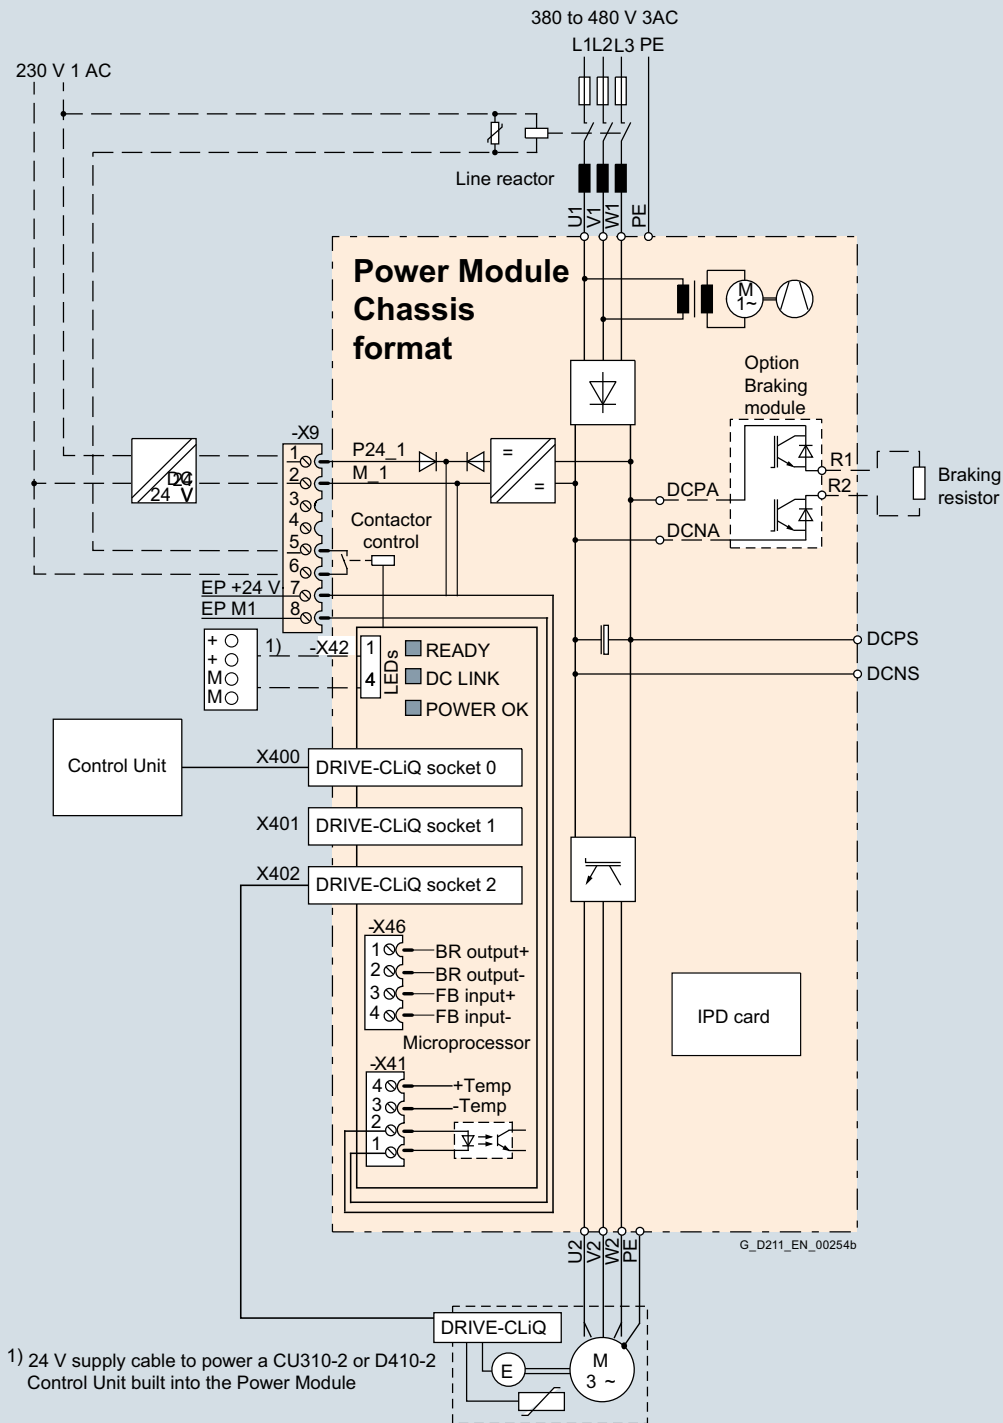 380 to 480 V 3AC
L1 L2 L3 PE
230 V 1 AC
Line reactor
U1
V1
W1
PE
Power Module
Chassis
format
M
1~
Option
Braking
module
-X9
1
2
3
4
5
6
7
8
P24_1
M_1
=
=
DC
24 V
24 V
Contactor
control
DCPA
DCNA
R1
R2
Braking
resistor
EP +24 V
EP M1
+
+
M
M
1)
-X42
1
4
LEDs
READY
DC LINK
POWER OK
DCPS
DCNS
Control Unit
X400
DRIVE-CLiQ socket 0
X401
DRIVE-CLiQ socket 1
X402
DRIVE-CLiQ socket 2
-X46
1 BR output+
2 BR output-
3 FB input+
4 FB input-
Microprocessor
-X41
4 +Temp
3 -Temp
2
1
IPD card
U2
V2
W2
PE
G_D211_EN_00254b
DRIVE-CLiQ
E
M
3 ~
1) 24 V supply cable to power a CU310-2 or D410-2
Control Unit built into the Power Module